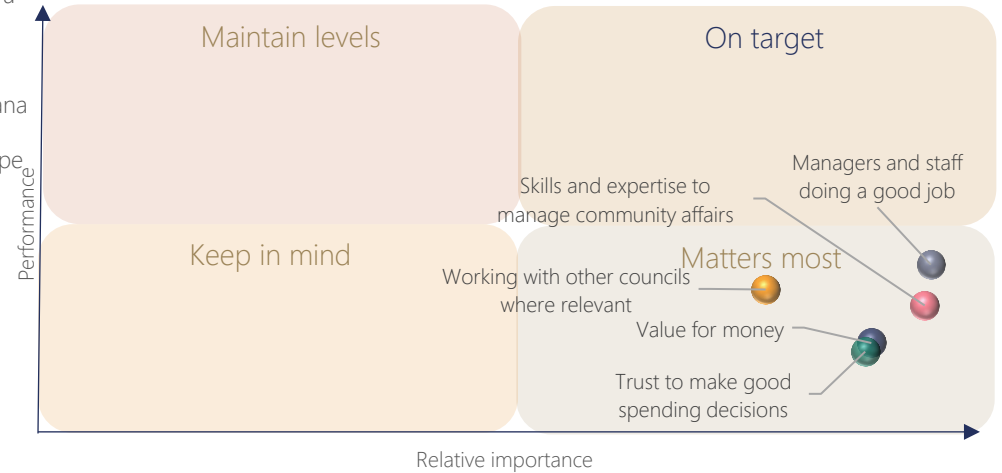 Maintain levels
On target
ana
pe
Performance
Managers and staff
doing a good job
Skills and expertise to
manage community affairs
Keep in mind
Matters most
Working with other councils
where relevant
Value for money
Trust to make good
spending decisions
Relative importance